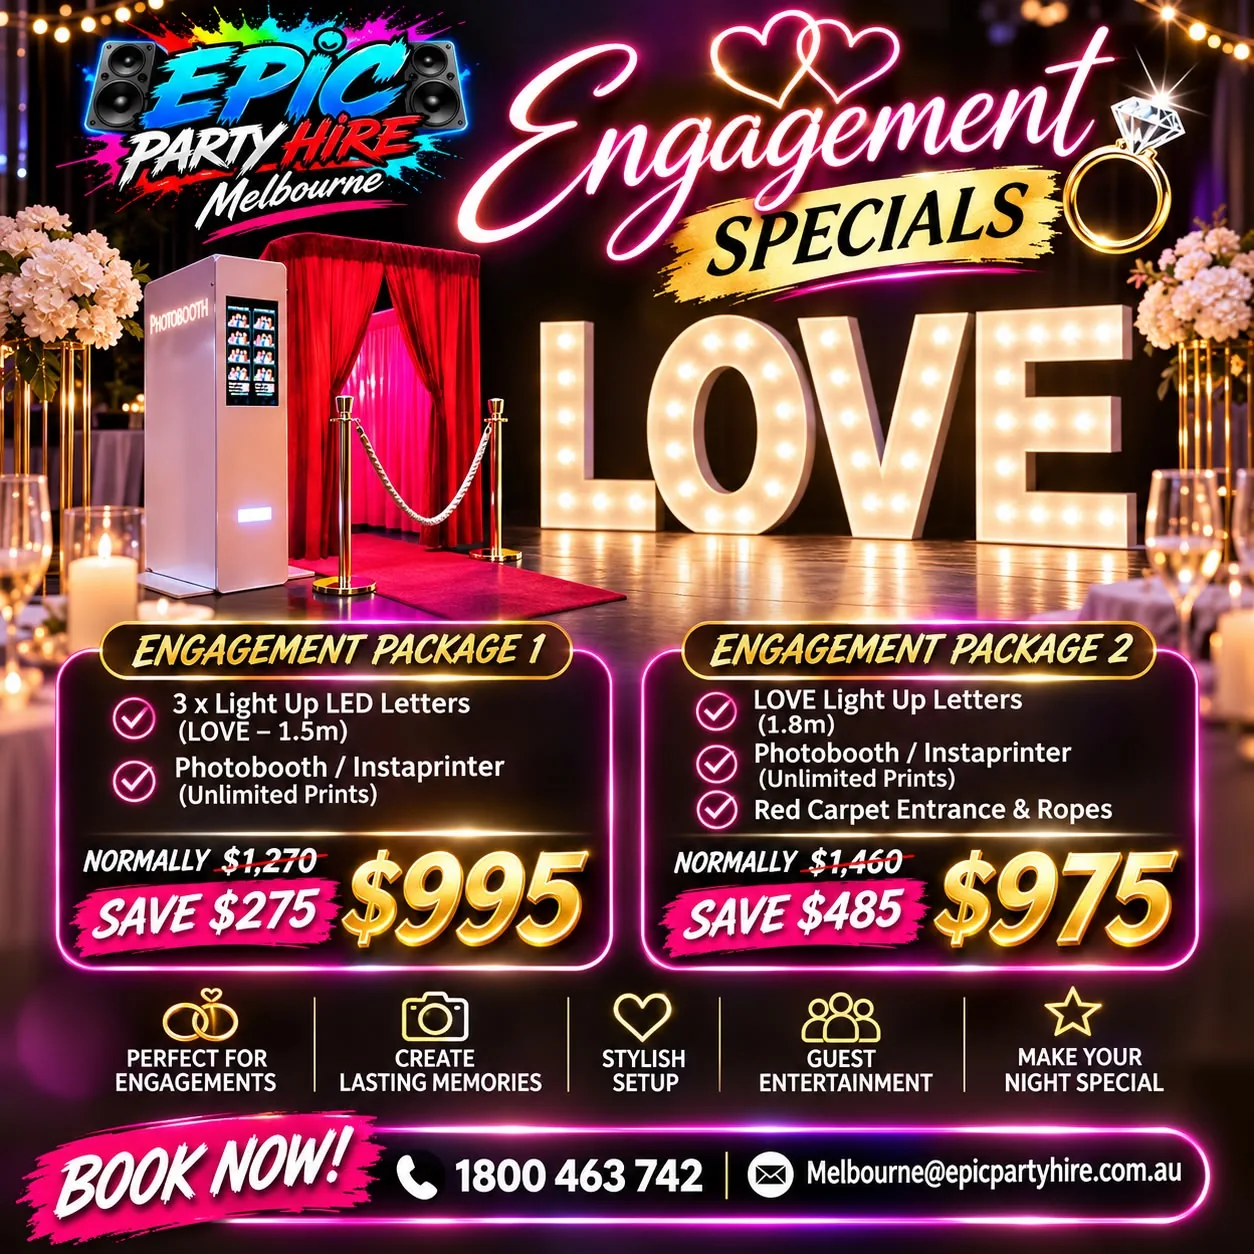 EPIC
PARTY HIRE
Melbourne
Engagement
SPECIALS
PHOTOBOOTH
LOVE
ENGAGEMENT PACKAGE 1
3 x Light Up LED Letters
(LOVE – 1.5m)
Photobooth / Instaprinter
(Unlimited Prints)
NORMALLY $1,270
SAVE $275
$995
ENGAGEMENT PACKAGE 2
LOVE Light Up Letters
(1.8m)
Photobooth / Instaprinter
(Unlimited Prints)
Red Carpet Entrance & Ropes
NORMALLY $1,460
SAVE $485
$975
PERFECT FOR
ENGAGEMENTS
CREATE
LASTING MEMORIES
STYLISH
SETUP
GUEST
ENTERTAINMENT
MAKE YOUR
NIGHT SPECIAL
BOOK NOW!
1800 463 742
Melbourne@epicpartyhire.com.au